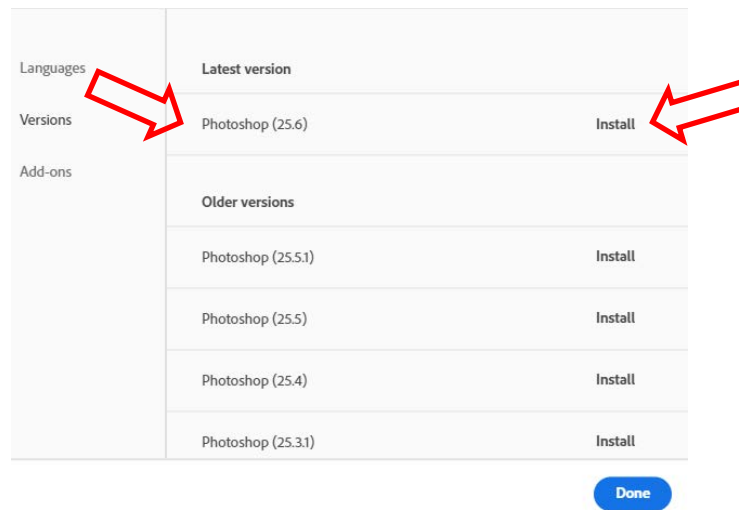 Languages
Versions
Add-ons
Latest version
Photoshop (25.6) Install
Older versions
Photoshop (25.5.1) Install
Photoshop (25.5) Install
Photoshop (25.4) Install
Photoshop (25.3.1) Install
Done